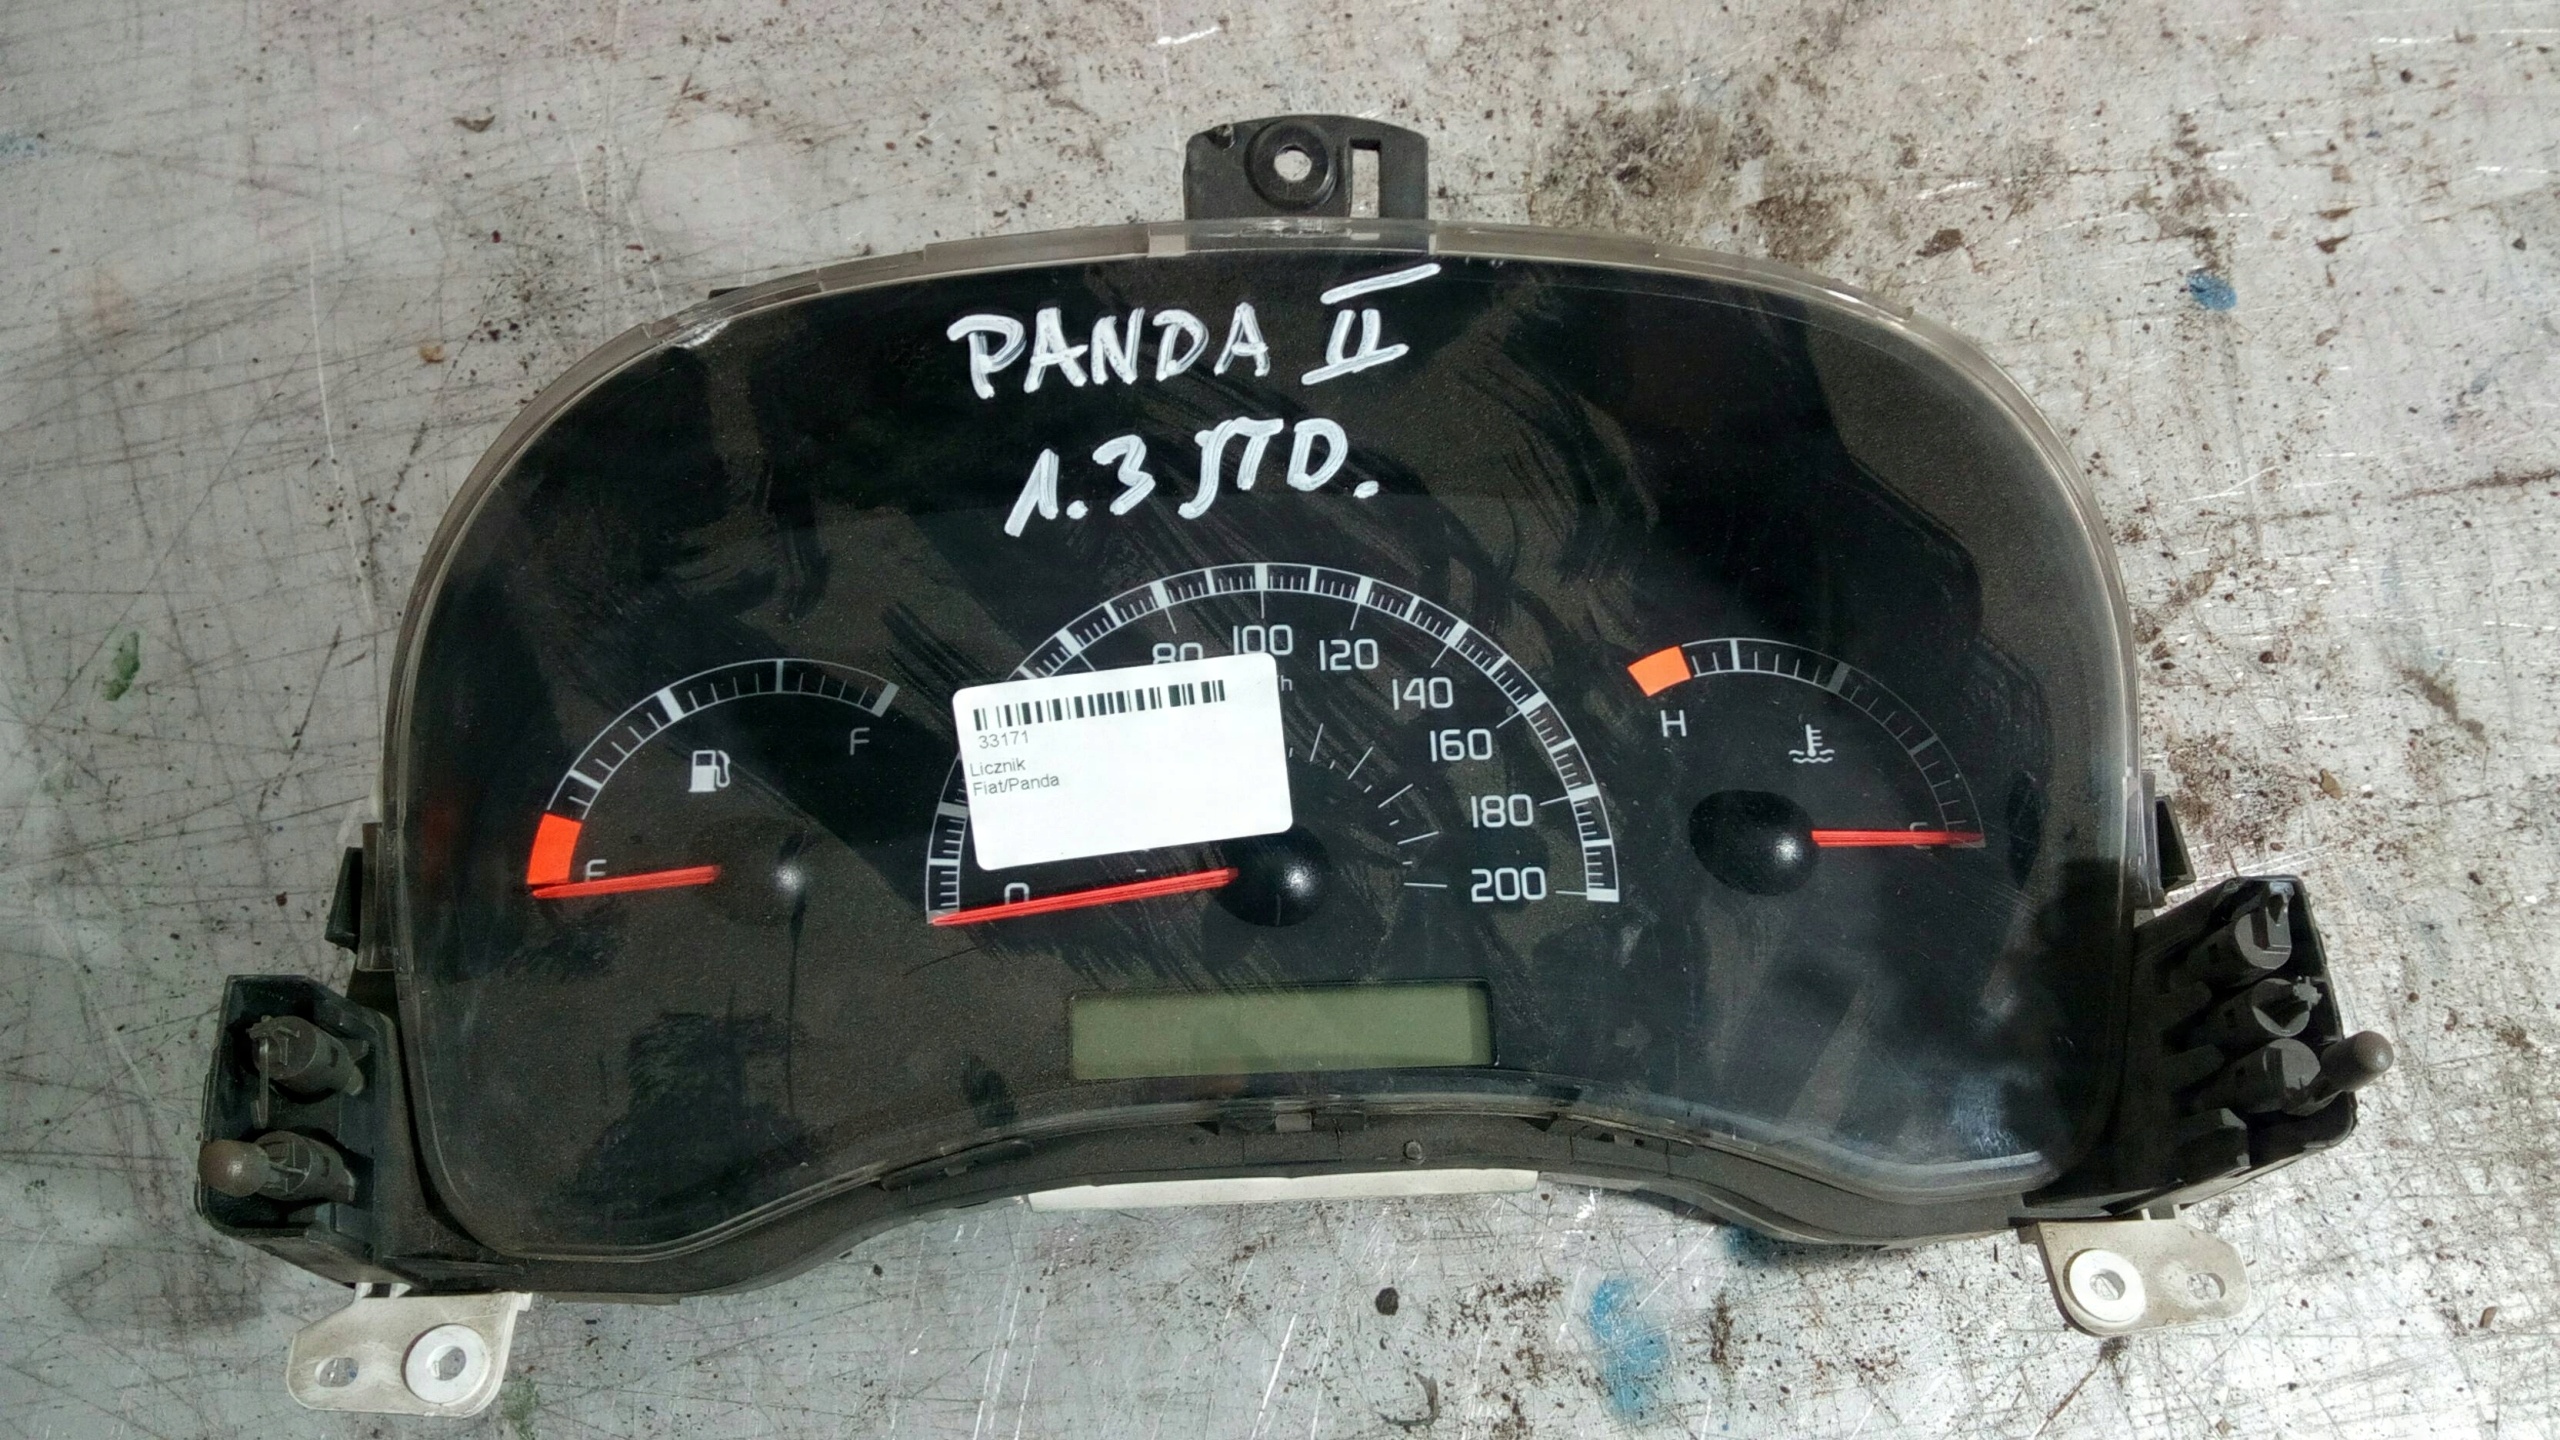 PANDA II
1.3 JTD.
80 100 120 140 160 180 200
0
F
E
H
33171
Licznik
Fiat/Panda